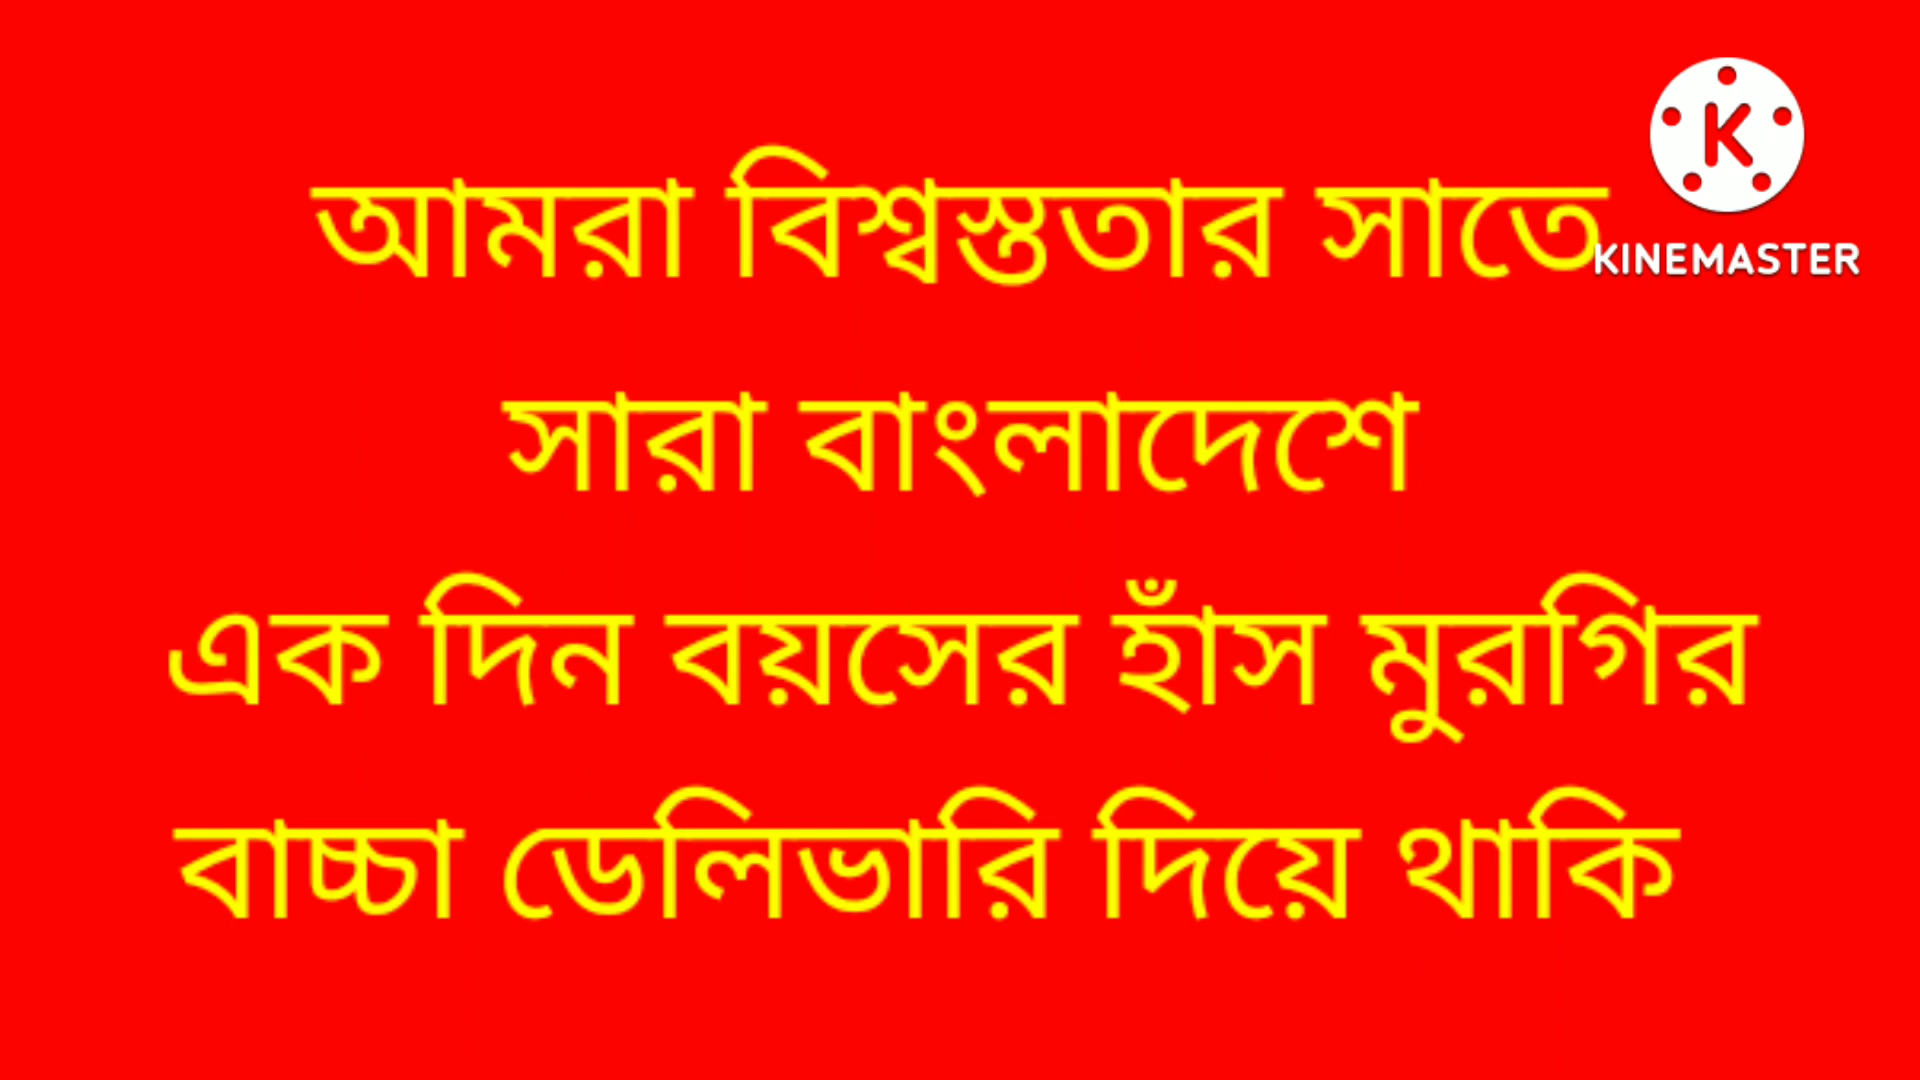 আমরা বিশ্বস্ততার সাতে
সারা বাংলাদেশে
এক দিন বয়সের হাঁস মুরগির
বাচ্চা ডেলিভারি দিয়ে থাকি
K
KINEMASTER